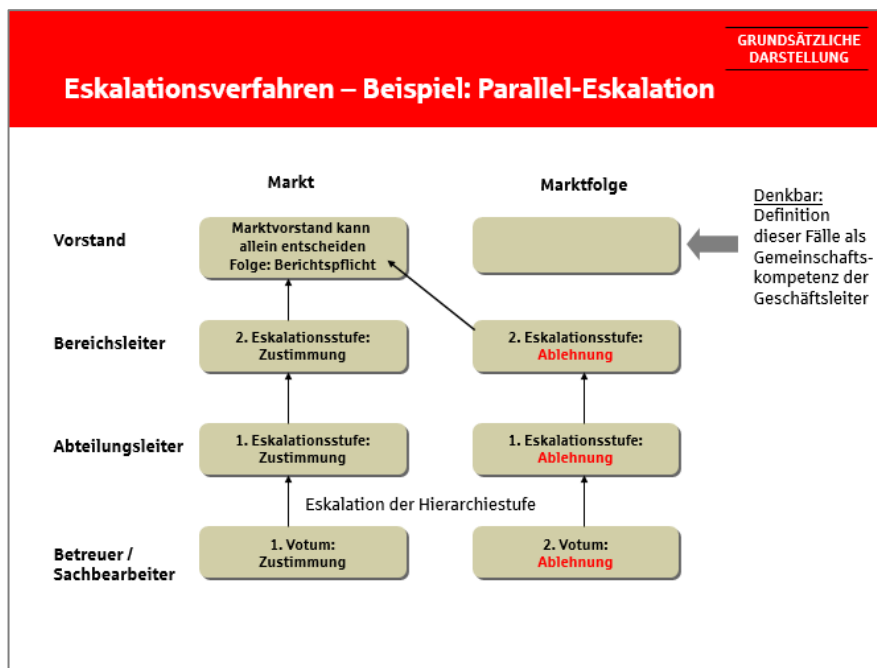 GRUNDSÄTZLICHE
DARSTELLUNG
Eskalationsverfahren – Beispiel: Parallel-Eskalation
Markt
Marktfolge
Vorstand
Marktvorstand kann
allein entscheiden
Folge: Berichtspflicht
Denkbar:
Definition
dieser Fälle als
Gemeinschafts-
kompetenz der
Geschäftsleiter
Bereichsleiter
2. Eskalationsstufe:
Zustimmung
2. Eskalationsstufe:
Ablehnung
Abteilungsleiter
1. Eskalationsstufe:
Zustimmung
1. Eskalationsstufe:
Ablehnung
Eskalation der Hierarchiestufe
Betreuer /
Sachbearbeiter
1. Votum:
Zustimmung
2. Votum:
Ablehnung